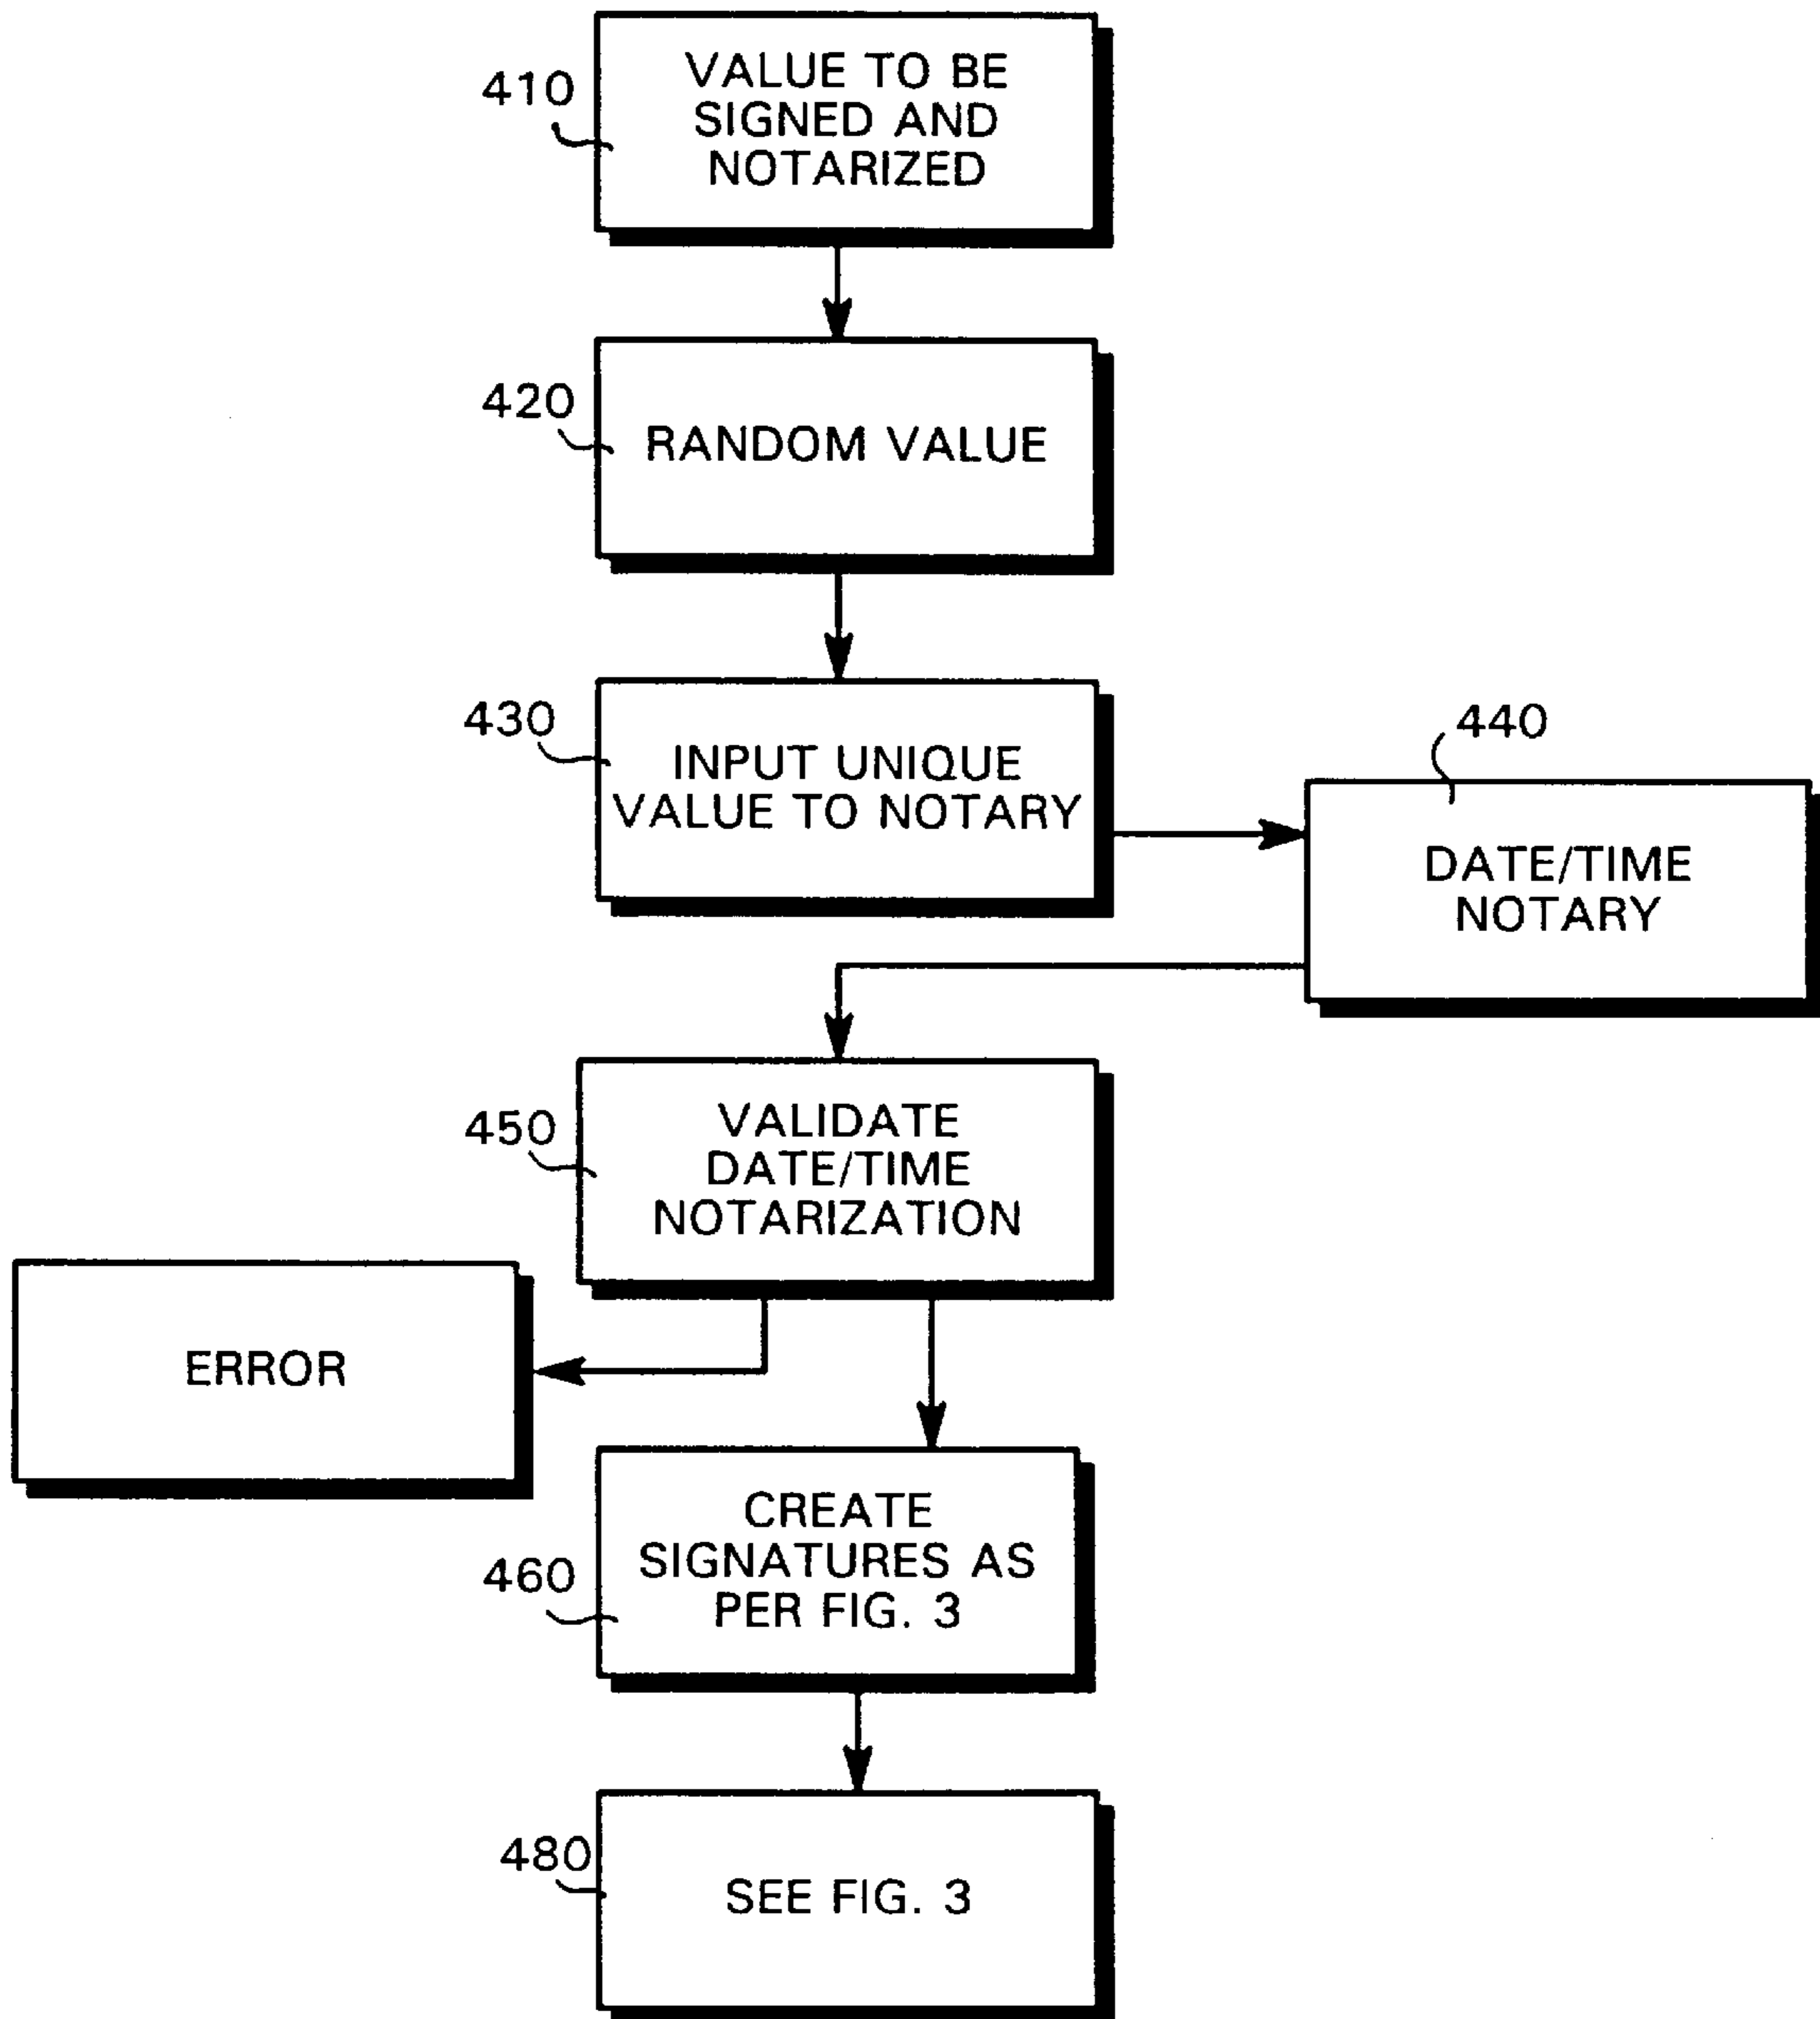 410
VALUE TO BE
SIGNED AND
NOTARIZED
420
RANDOM VALUE
430
INPUT UNIQUE
VALUE TO NOTARY
440
DATE/TIME
NOTARY
450
VALIDATE
DATE/TIME
NOTARIZATION
ERROR
460
CREATE
SIGNATURES AS
PER FIG. 3
480
SEE FIG. 3